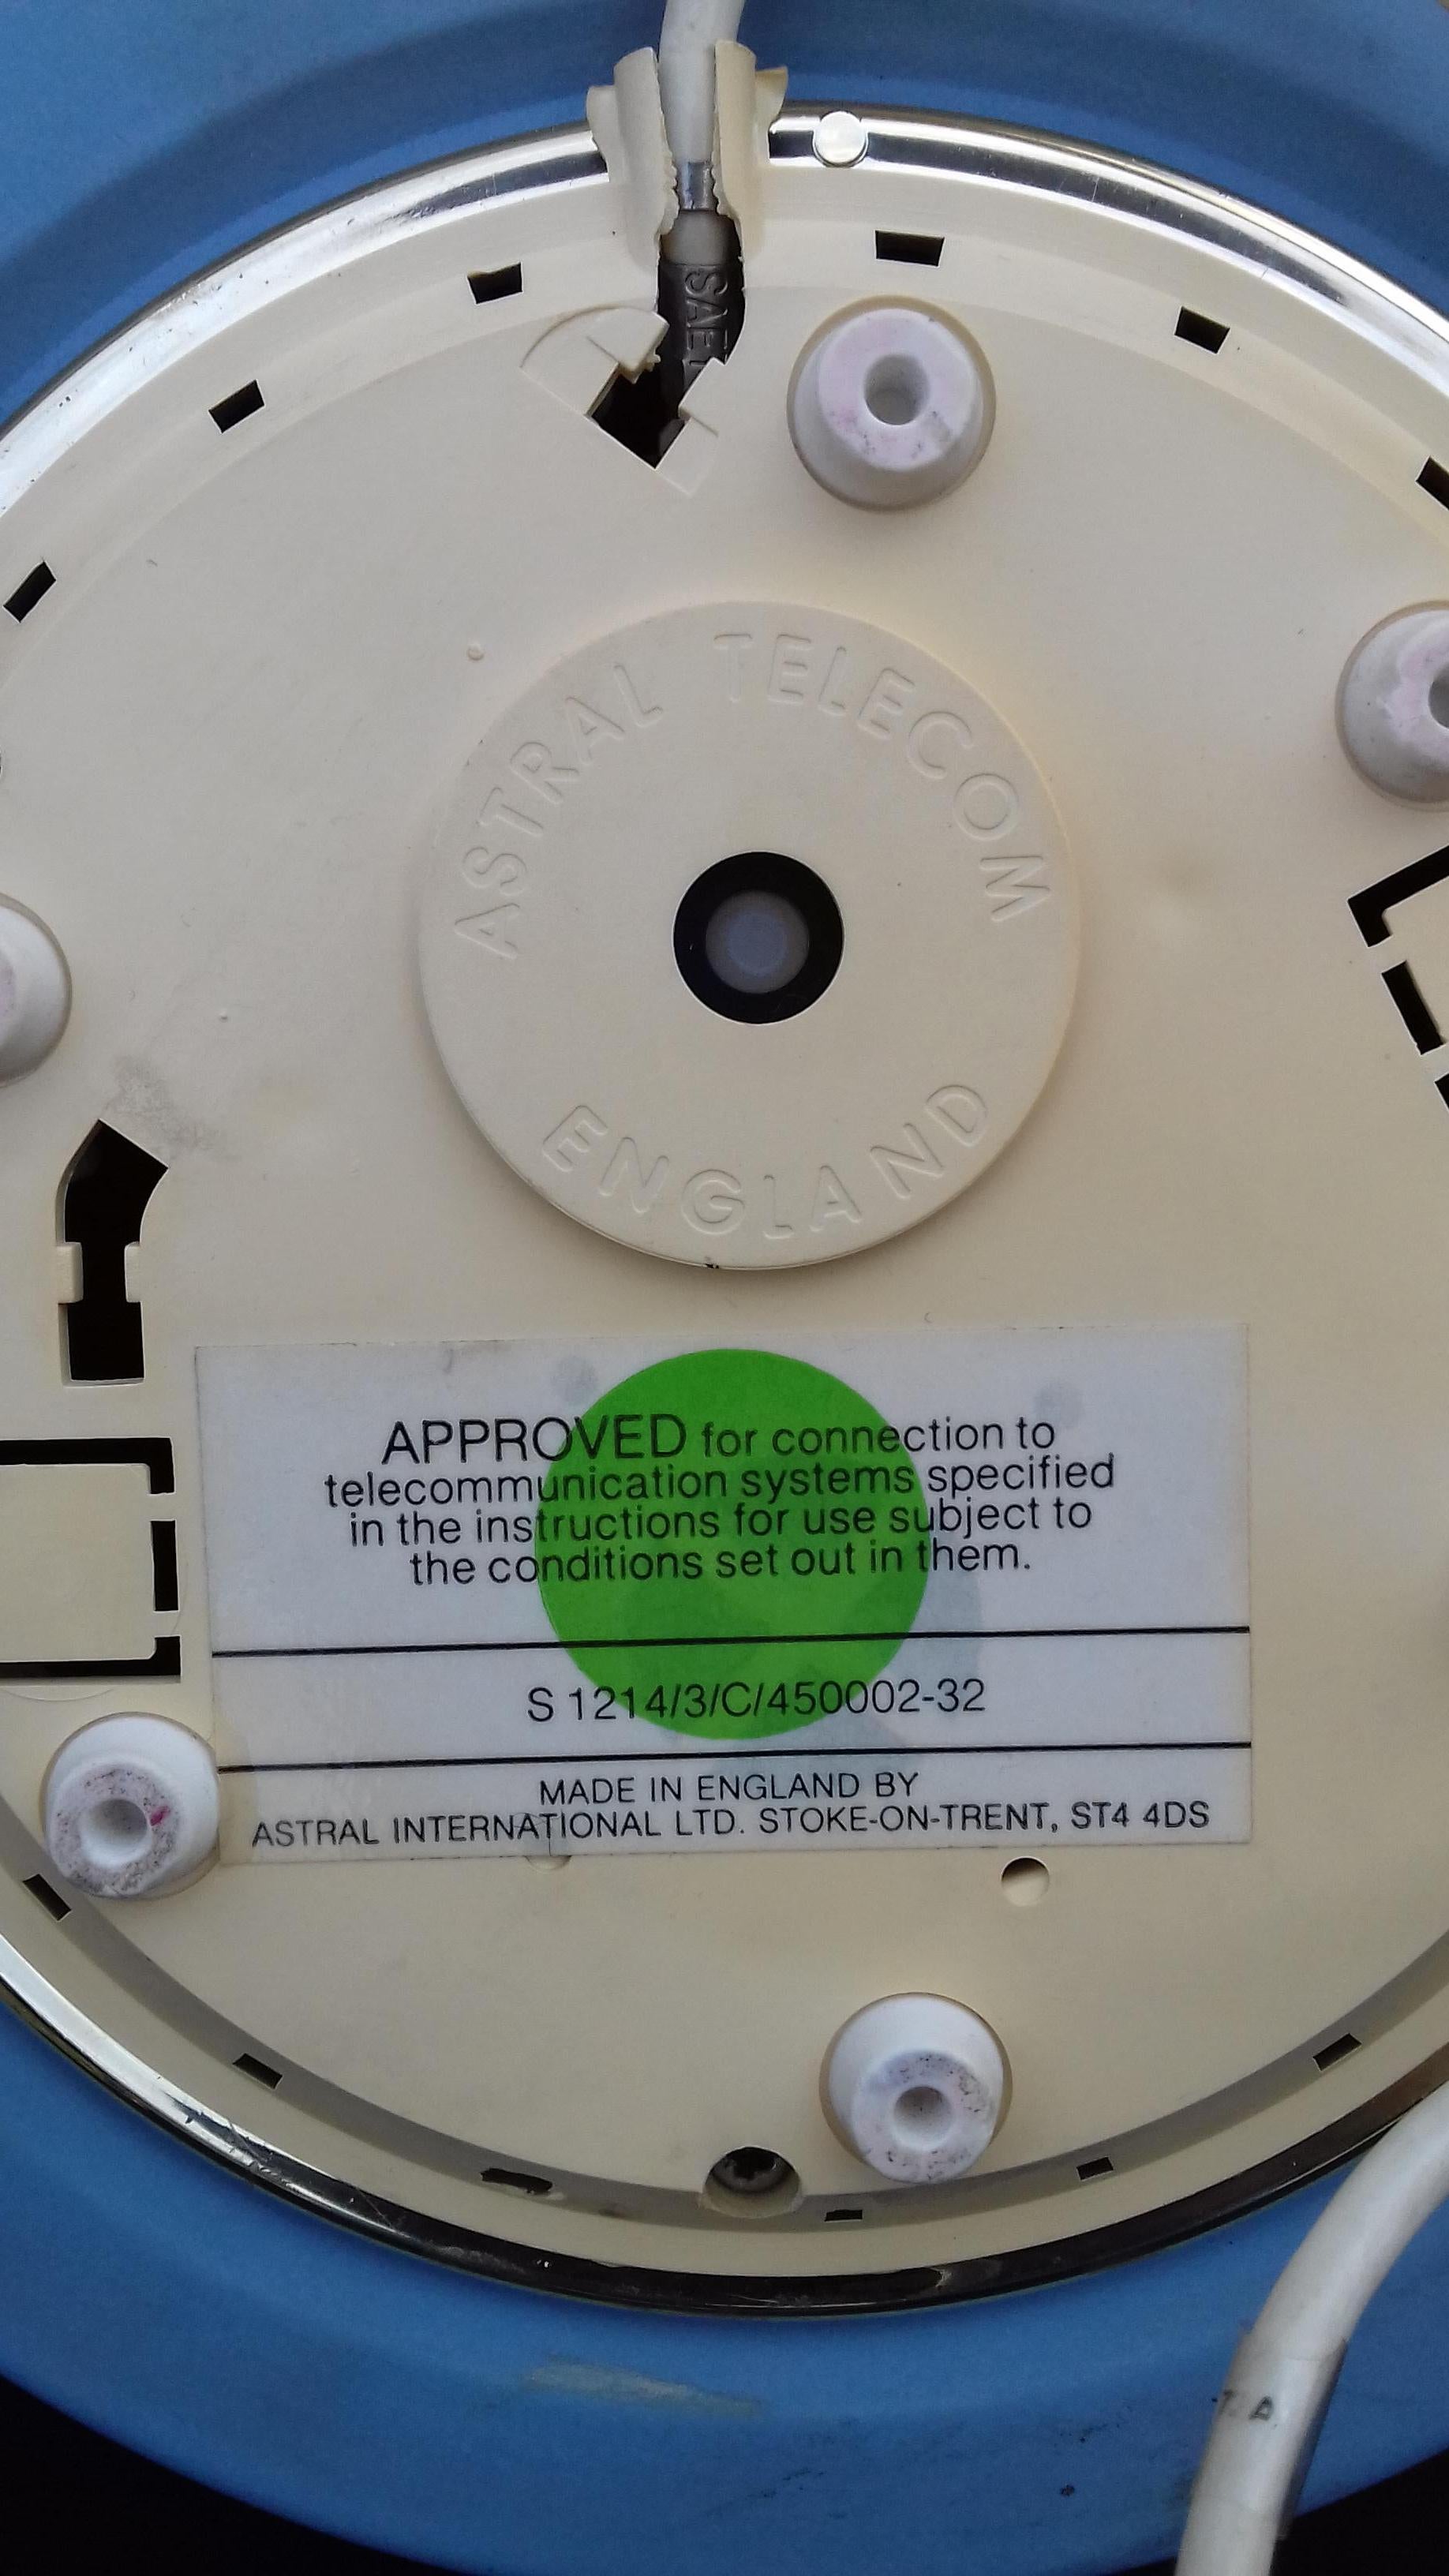 SAEL
ASTRAL TELECOM
ENGLAND
APPROVED for connection to
telecommunication systems specified
in the instructions for use subject to
the conditions set out in them.
S 1214/3/C/450002-32
MADE IN ENGLAND BY
ASTRAL INTERNATIONAL LTD. STOKE-ON-TRENT, ST4 4DS